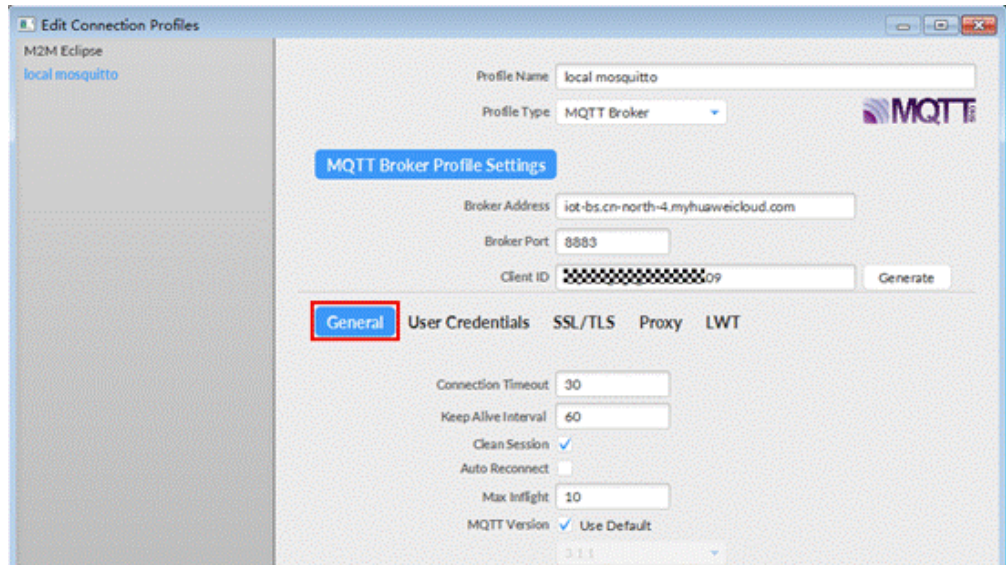 Edit Connection Profiles
M2M Eclipse
local mosquitto
Profile Name local mosquitto
Profile Type MQTT Broker
MQTT
MQTT Broker Profile Settings
Broker Address iot-bs.cn-north-4.myhuaweicloud.com
Broker Port 8883
Client ID 09 Generate
General User Credentials SSL/TLS Proxy LWT
Connection Timeout 30
Keep Alive Interval 60
Clean Session
Auto Reconnect
Max Inflight 10
MQTT Version Use Default
3.1.1